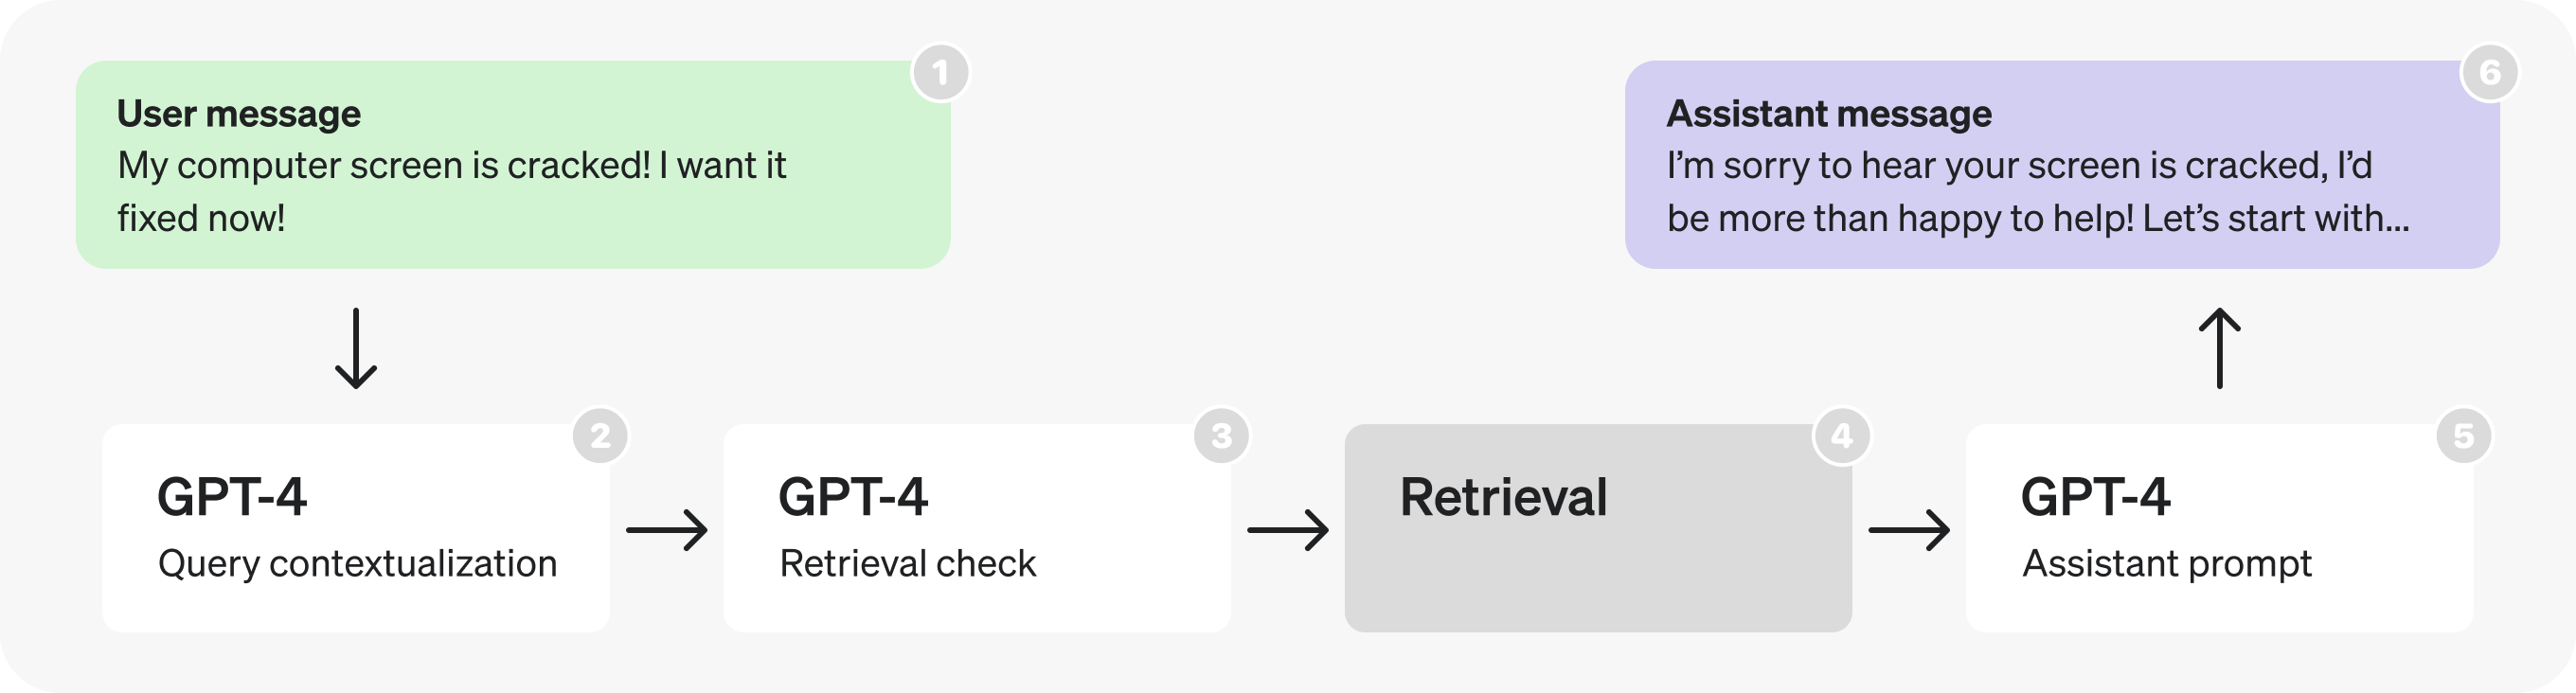 1
User message
My computer screen is cracked! I want it
fixed now!
2
GPT-4
Query contextualization
3
GPT-4
Retrieval check
4
Retrieval
5
GPT-4
Assistant prompt
6
Assistant message
I’m sorry to hear your screen is cracked, I’d
be more than happy to help! Let’s start with...